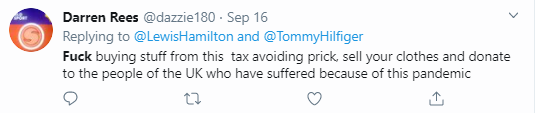 Darren Rees @dazzie180 · Sep 16
Replying to @LewisHamilton and @TommyHilfiger
Fuck buying stuff from this tax avoiding prick, sell your clothes and donate
to the people of the UK who have suffered because of this pandemic